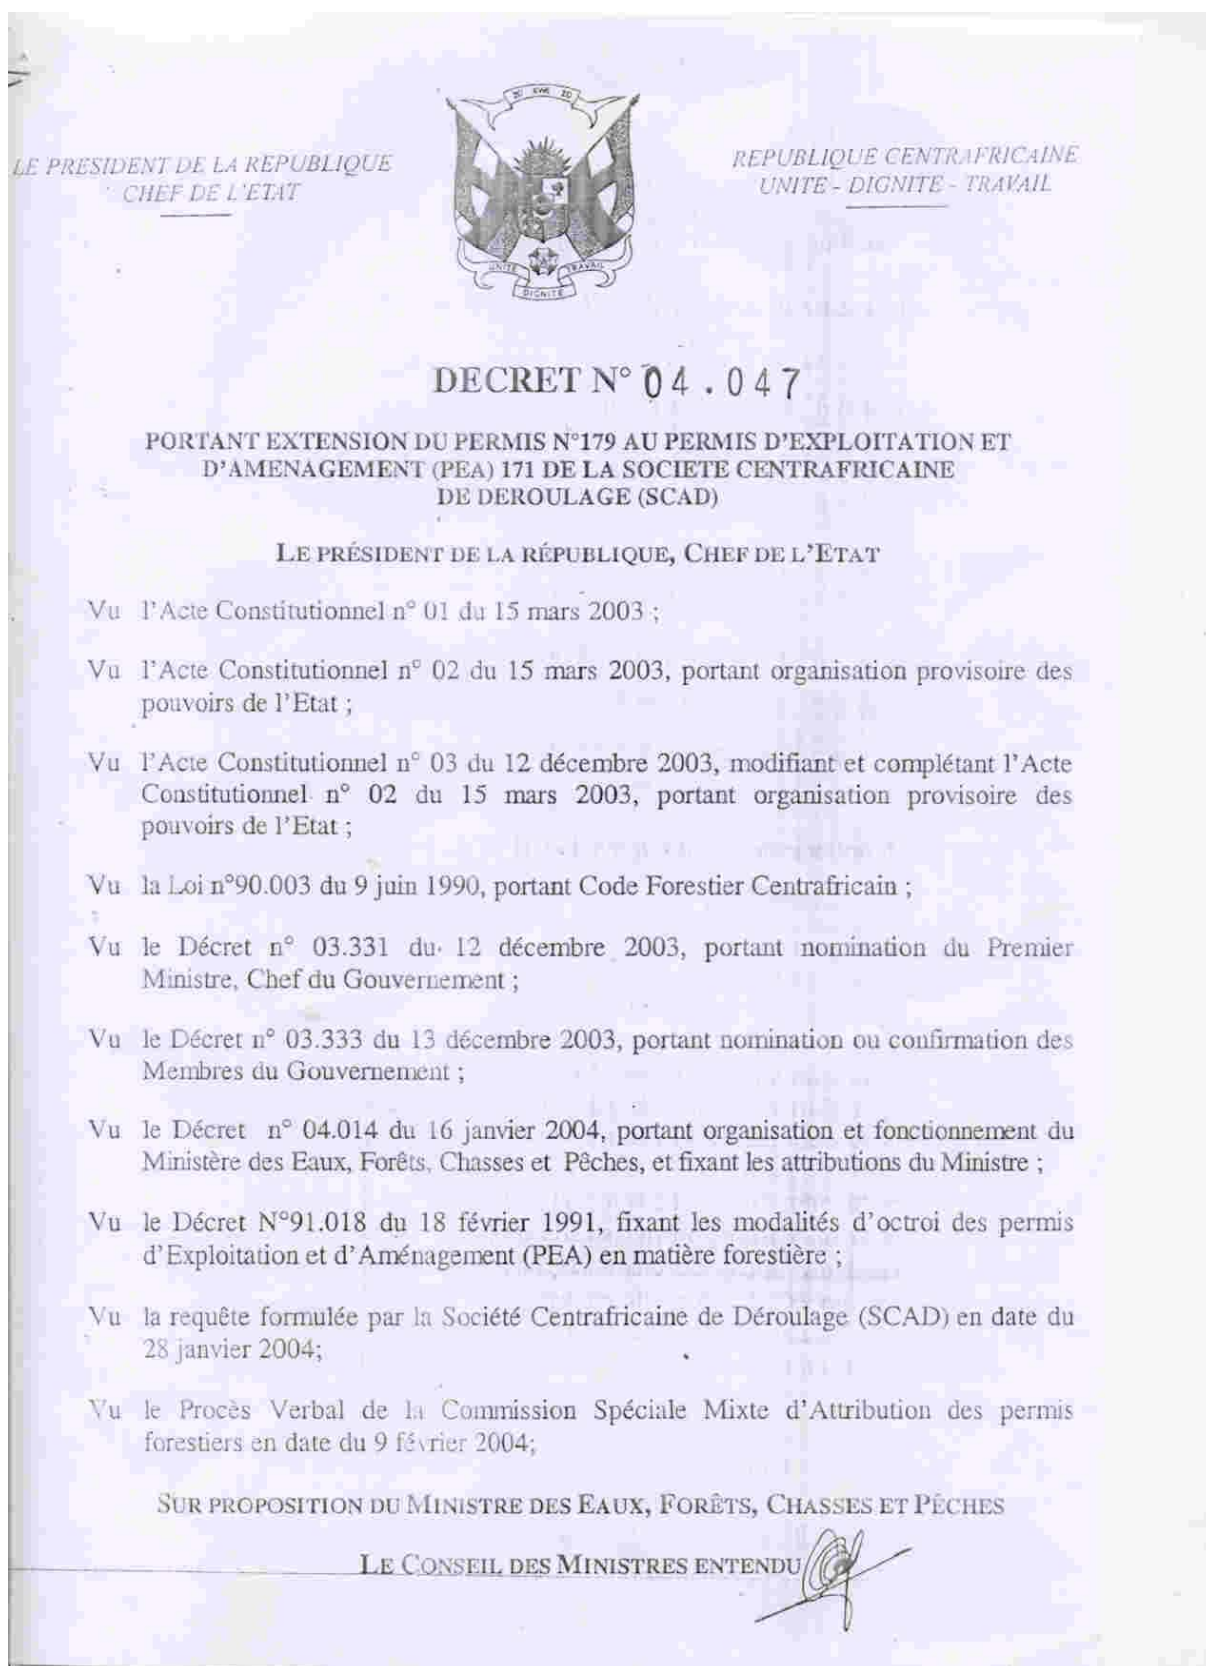 ZO KWE ZO
LE PRESIDENT DE LA REPUBLIQUE
CHEF DE L'ETAT
REPUBLIQUE CENTRAFRICAINE
UNITE - DIGNITE - TRAVAIL
UNITE
TRAVAIL
DIGNITE
DECRET N° 04.047
PORTANT EXTENSION DU PERMIS N°179 AU PERMIS D'EXPLOITATION ET
D'AMENAGEMENT (PEA) 171 DE LA SOCIETE CENTRAFRICAINE
DE DEROULAGE (SCAD)
LE PRÉSIDENT DE LA RÉPUBLIQUE, CHEF DE L'ETAT
Vu l'Acte Constitutionnel n° 01 du 15 mars 2003 ;
Vu l'Acte Constitutionnel n° 02 du 15 mars 2003, portant organisation provisoire des
pouvoirs de l'Etat ;
Vu l'Acte Constitutionnel n° 03 du 12 décembre 2003, modifiant et complétant l'Acte
Constitutionnel n° 02 du 15 mars 2003, portant organisation provisoire des
pouvoirs de l'Etat ;
Vu la Loi n°90.003 du 9 juin 1990, portant Code Forestier Centrafricain ;
Vu le Décret n° 03.331 du 12 décembre 2003, portant nomination du Premier
Ministre, Chef du Gouvernement ;
Vu le Décret n° 03.333 du 13 décembre 2003, portant nomination ou confirmation des
Membres du Gouvernement ;
Vu le Décret n° 04.014 du 16 janvier 2004, portant organisation et fonctionnement du
Ministère des Eaux, Forêts, Chasses et Pêches, et fixant les attributions du Ministre ;
Vu le Décret N°91.018 du 18 février 1991, fixant les modalités d'octroi des permis
d'Exploitation et d'Aménagement (PEA) en matière forestière ;
Vu la requête formulée par la Société Centrafricaine de Déroulage (SCAD) en date du
28 janvier 2004;
Vu le Procès Verbal de la Commission Spéciale Mixte d'Attribution des permis
forestiers en date du 9 février 2004;
SUR PROPOSITION DU MINISTRE DES EAUX, FORÊTS, CHASSES ET PÊCHES
LE CONSEIL DES MINISTRES ENTENDU